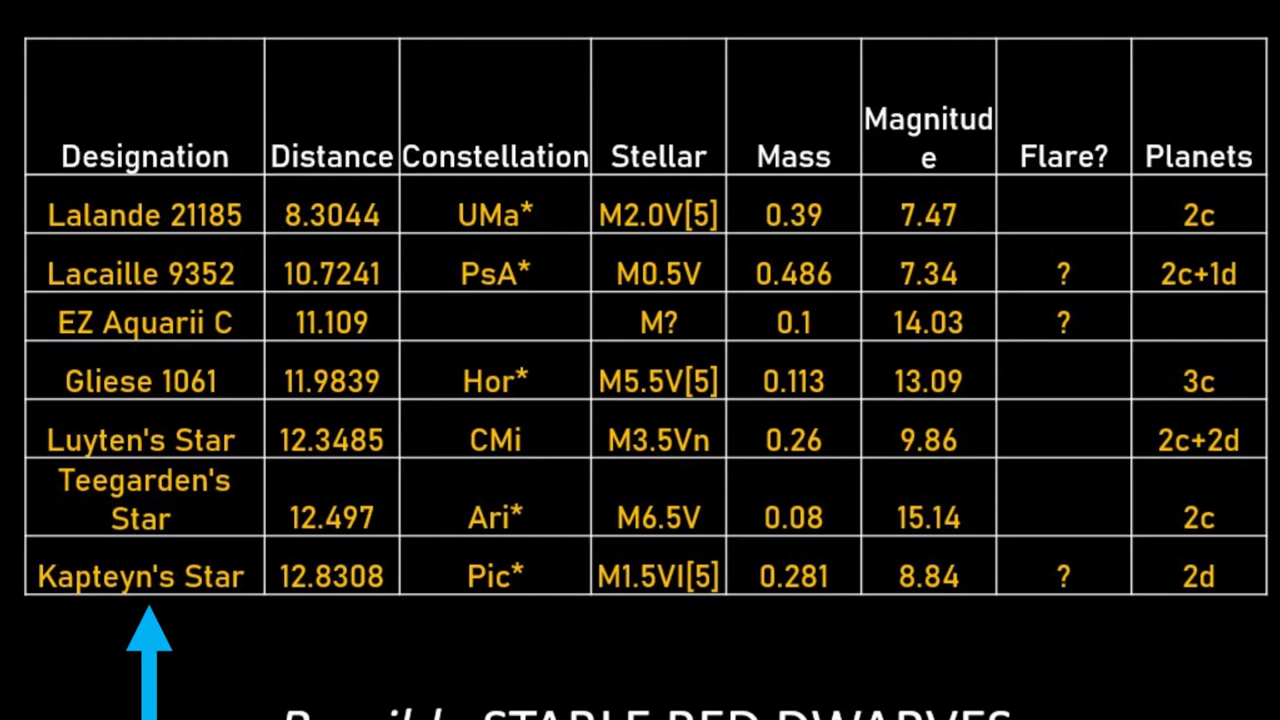 Designation Distance Constellation Stellar Mass Magnitud
e Flare? Planets
Lalande 21185 8.3044 UMa* M2.0V[5] 0.39 7.47 2c
Lacaille 9352 10.7241 PsA* M0.5V 0.486 7.34 ? 2c+1d
EZ Aquarii C 11.109 M? 0.1 14.03 ?
Gliese 1061 11.9839 Hor* M5.5V[5] 0.113 13.09 3c
Luyten's Star 12.3485 CMi M3.5Vn 0.26 9.86 2c+2d
Teegarden's
Star 12.497 Ari* M6.5V 0.08 15.14 2c
Kapteyn's Star 12.8308 Pic* M1.5VI[5] 0.281 8.84 ? 2d
STABLE RED DWARVES